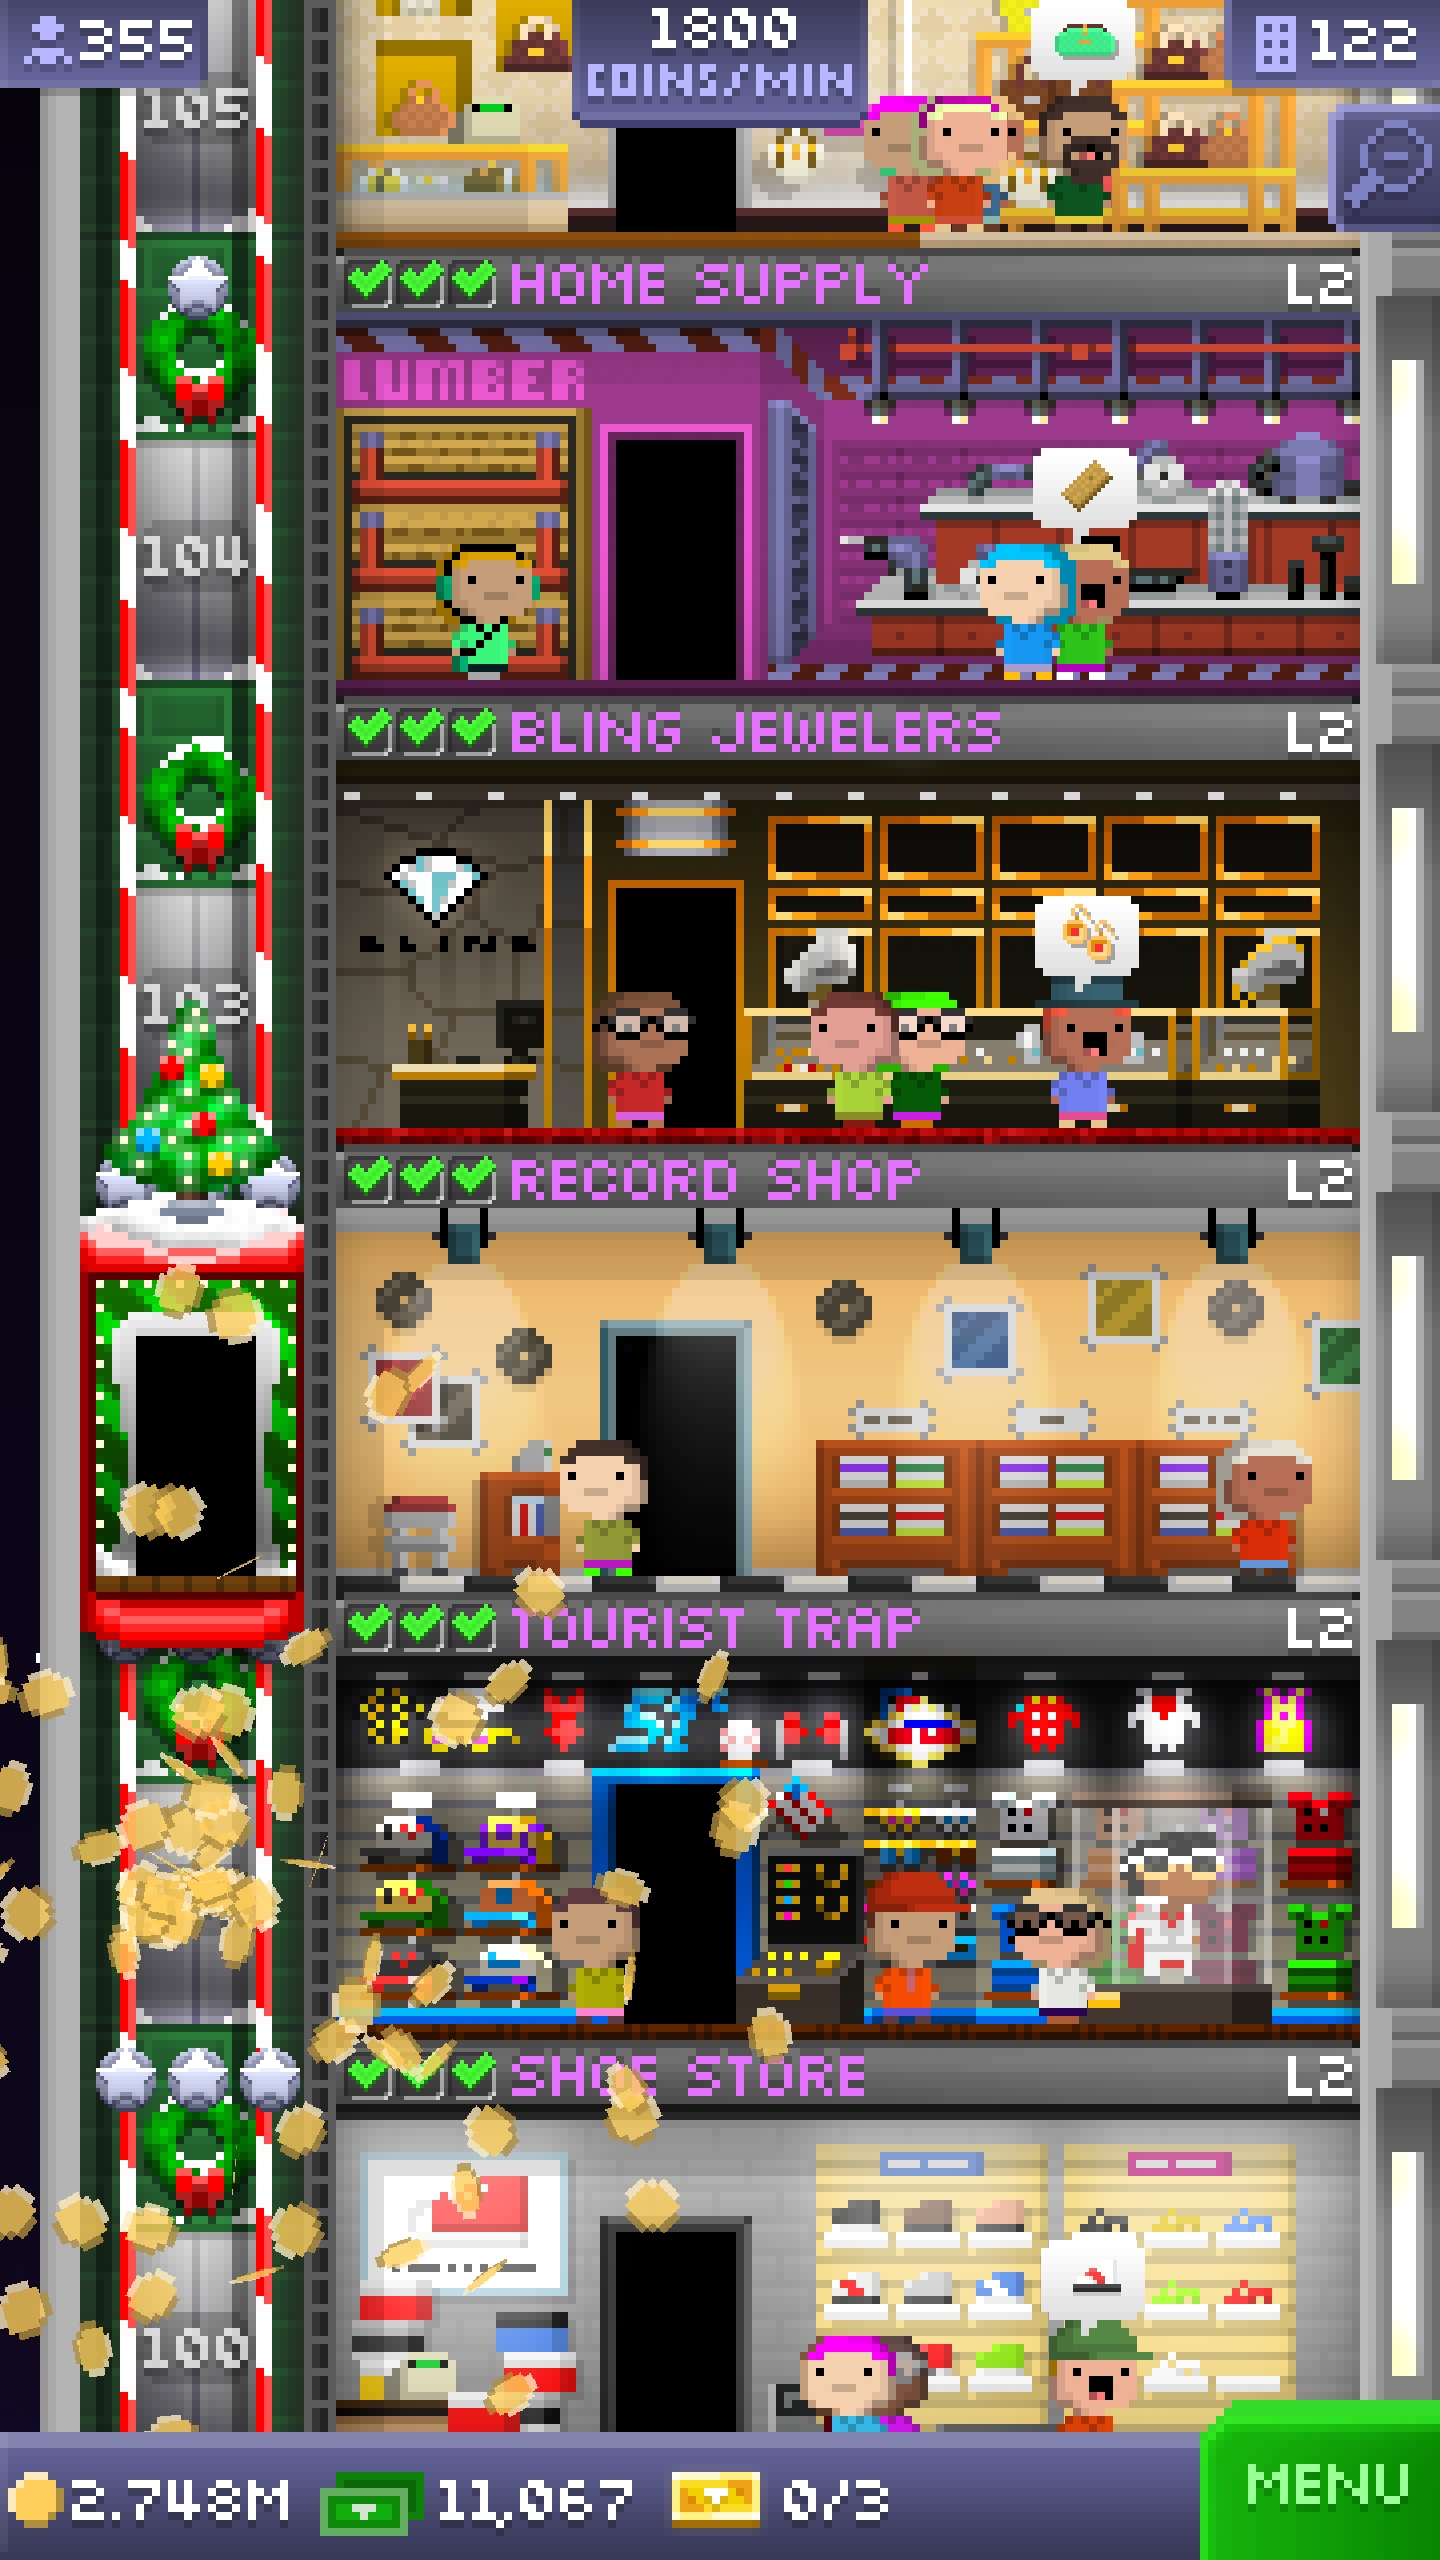 355
1800
COINS/MIN
122
105
HOME SUPPLY L2
LUMBER
104
BLING JEWELERS L2
BLING
103
RECORD SHOP L2
TOURIST TRAP L2
SHOE STORE L2
100
2.748M 11,067 0/3 MENU